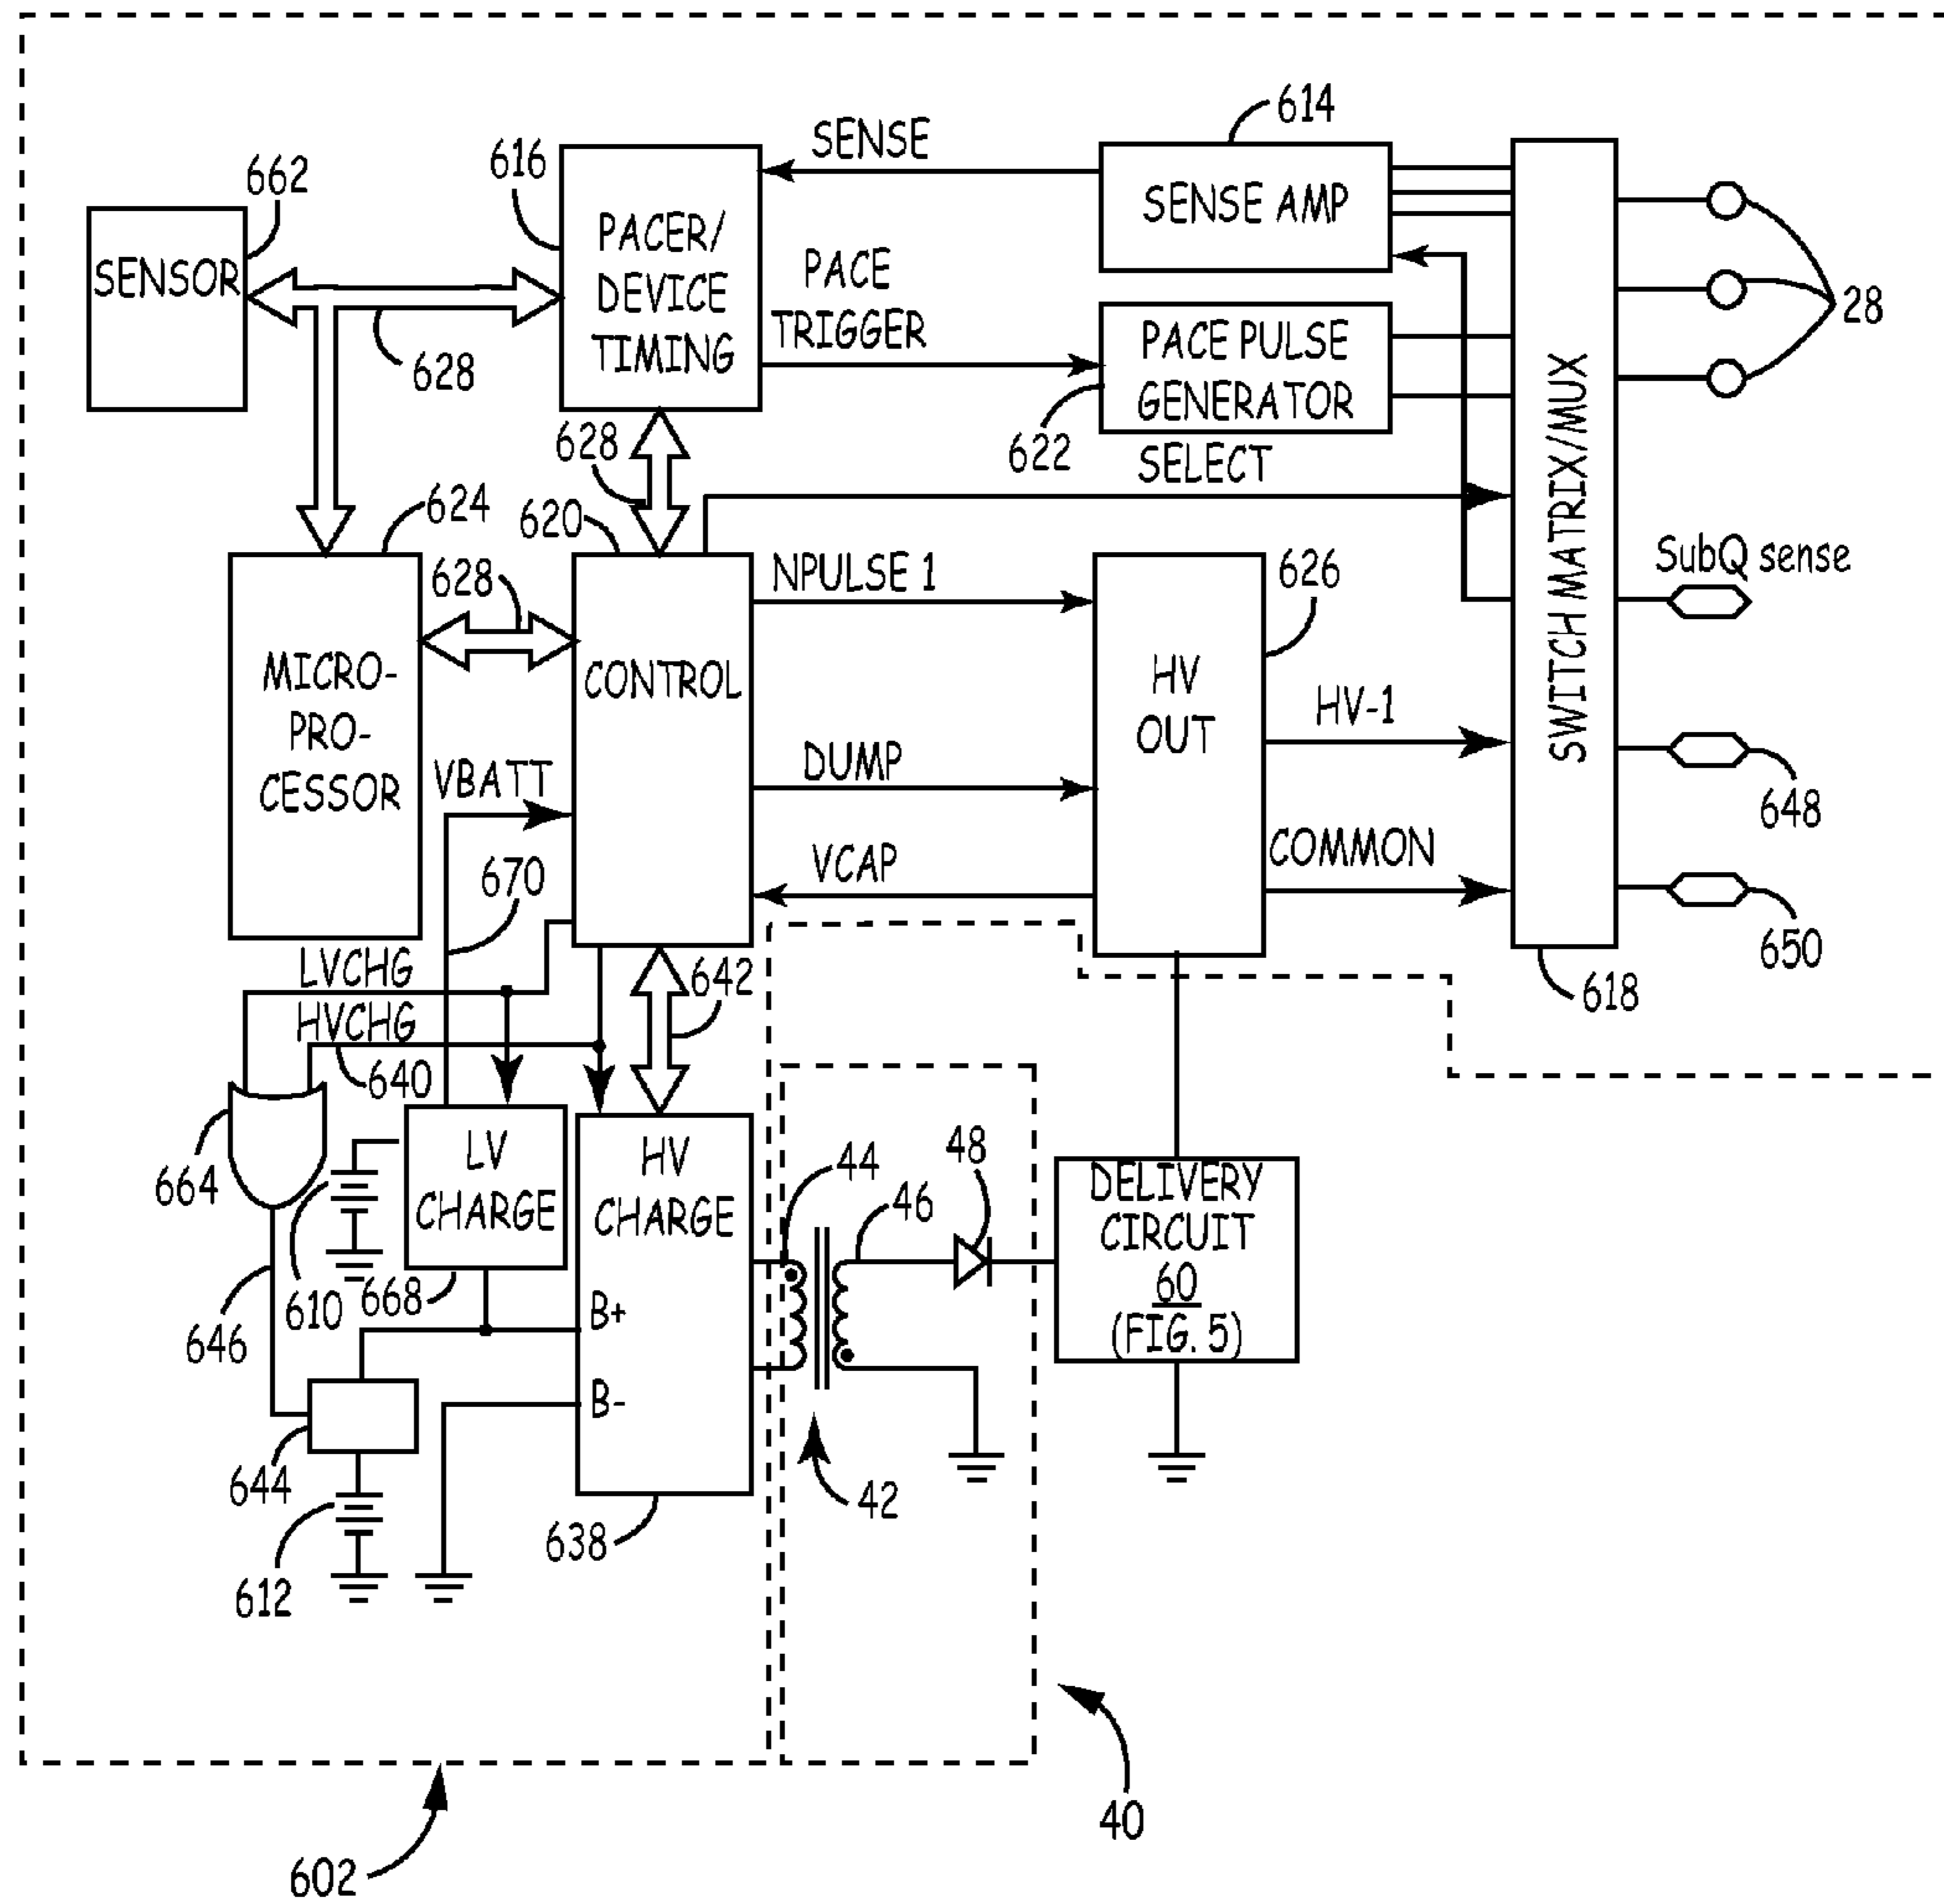 614
SENSE
616
662
SENSE AMP
PACER/
DEVICE
TIMING
SENSOR
PACE
TRIGGER
28
628
PACE PULSE
GENERATOR
628
622
SELECT
SWITCH MATRIX/MUX
624
620
NPULSE 1
626
SubQ sense
628
MICRO-
PRO-
CESSOR
CONTROL
HV
OUT
HV-1
DUMP
VBATT
648
COMMON
VCAP
670
650
LVCHG
642
618
HVCHG
640
LV
CHARGE
HV
CHARGE
44
48
664
46
DELIVERY
CIRCUIT
60
(FIG. 5)
610
668
B+
646
B-
644
42
638
612
40
602